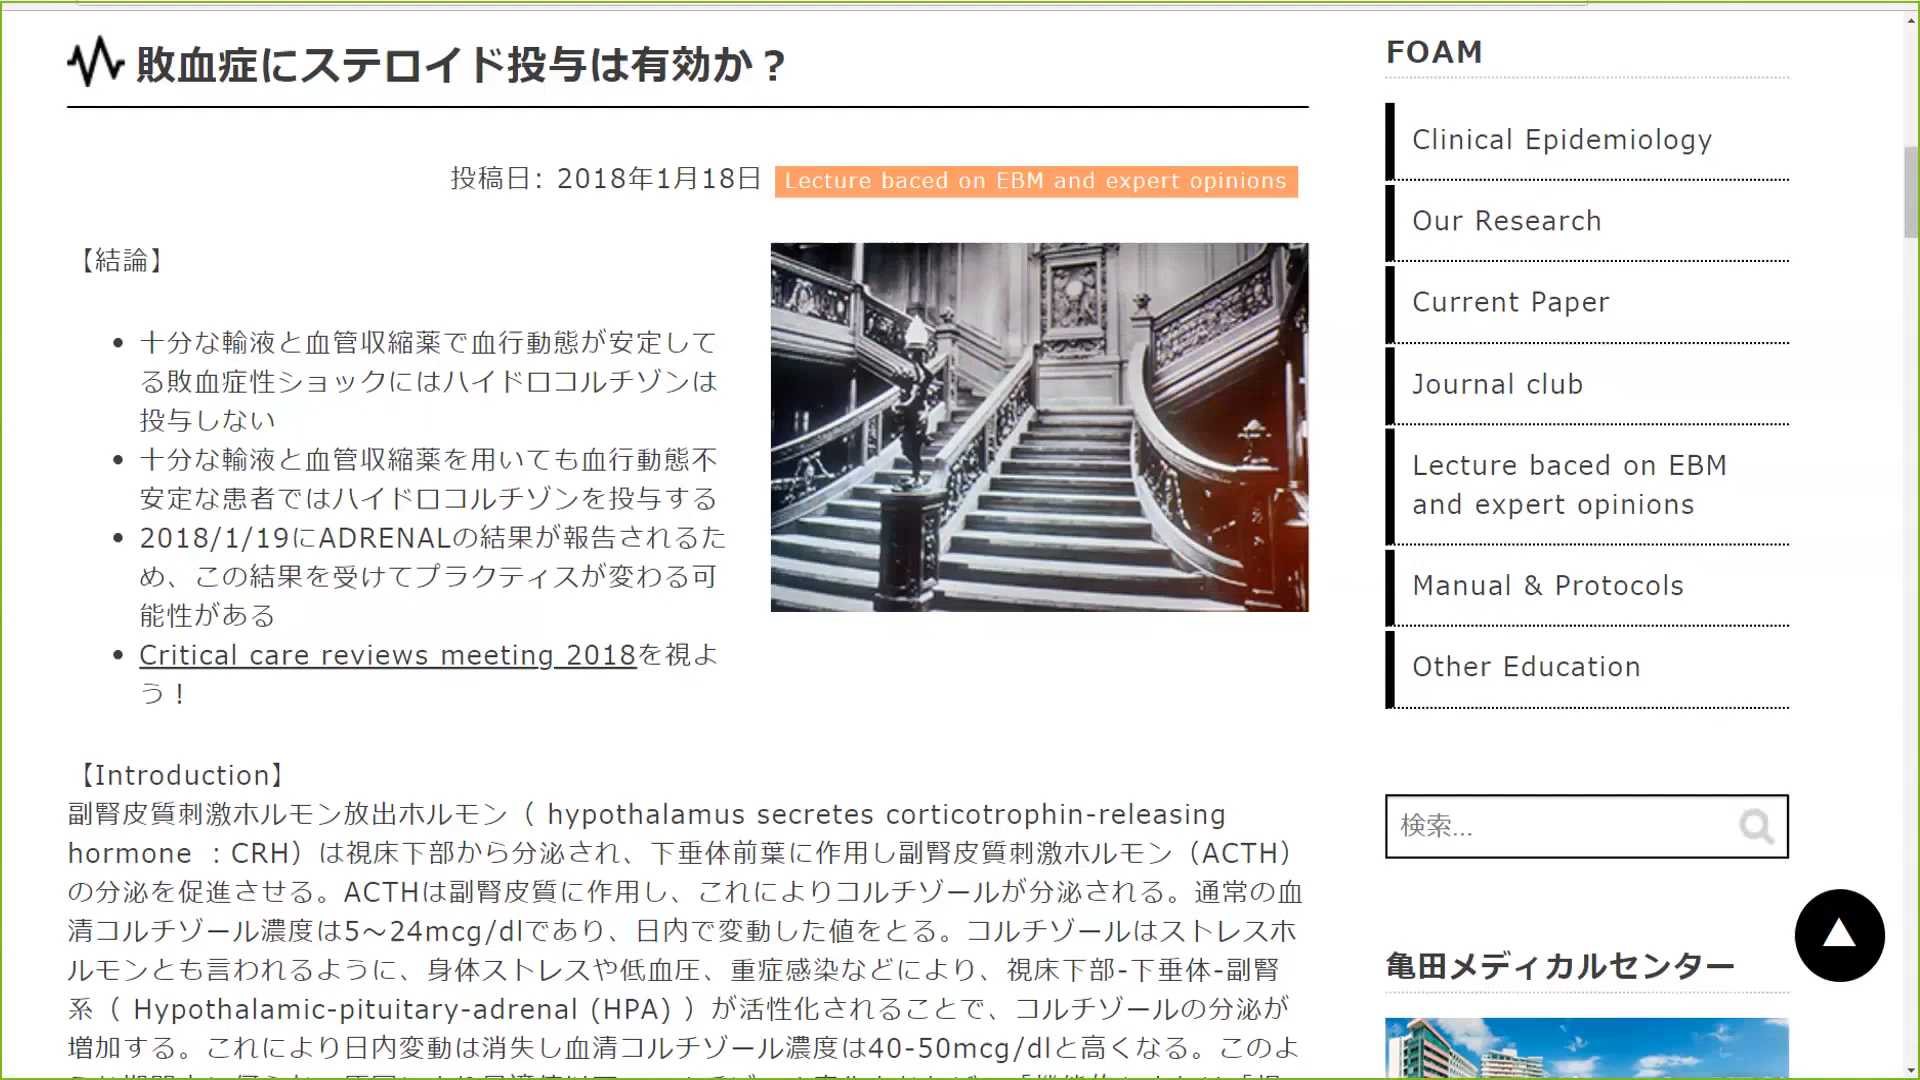 敗血症にステロイド投与は有効か？
投稿日: 2018年1月18日 Lecture baced on EBM and expert opinions
【結論】
十分な輸液と血管収縮薬で血行動態が安定して
る敗血症性ショックにはハイドロコルチゾンは
投与しない
十分な輸液と血管収縮薬を用いても血行動態不
安定な患者ではハイドロコルチゾンを投与する
2018/1/19にADRENALの結果が報告されるた
め、この結果を受けてプラクティスが変わる可
能性がある
Critical care reviews meeting 2018を視よ
う！
【Introduction】
副腎皮質刺激ホルモン放出ホルモン（ hypothalamus secretes corticotrophin-releasing
hormone ：CRH）は視床下部から分泌され、下垂体前葉に作用し副腎皮質刺激ホルモン（ACTH）
の分泌を促進させる。ACTHは副腎皮質に作用し、これによりコルチゾールが分泌される。通常の血
清コルチゾール濃度は5〜24mcg/dlであり、日内で変動した値をとる。コルチゾールはストレスホ
ルモンとも言われるように、身体ストレスや低血圧、重症感染などにより、視床下部-下垂体-副腎
系（ Hypothalamic-pituitary-adrenal (HPA) ）が活性化されることで、コルチゾールの分泌が
増加する。これにより日内変動は消失し血清コルチゾール濃度は40-50mcg/dlと高くなる。このよ
FOAM
Clinical Epidemiology
Our Research
Current Paper
Journal club
Lecture baced on EBM
and expert opinions
Manual & Protocols
Other Education
検索...
亀田メディカルセンター